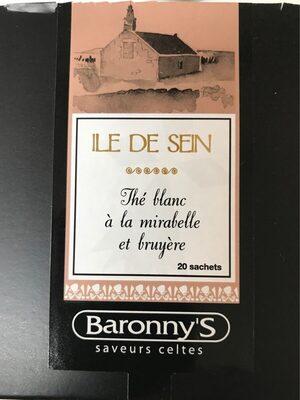 ILE DE SEIN
Thé blanc
à la mirabelle
et bruyère
20 sachets
Baronny'S
saveurs celtes